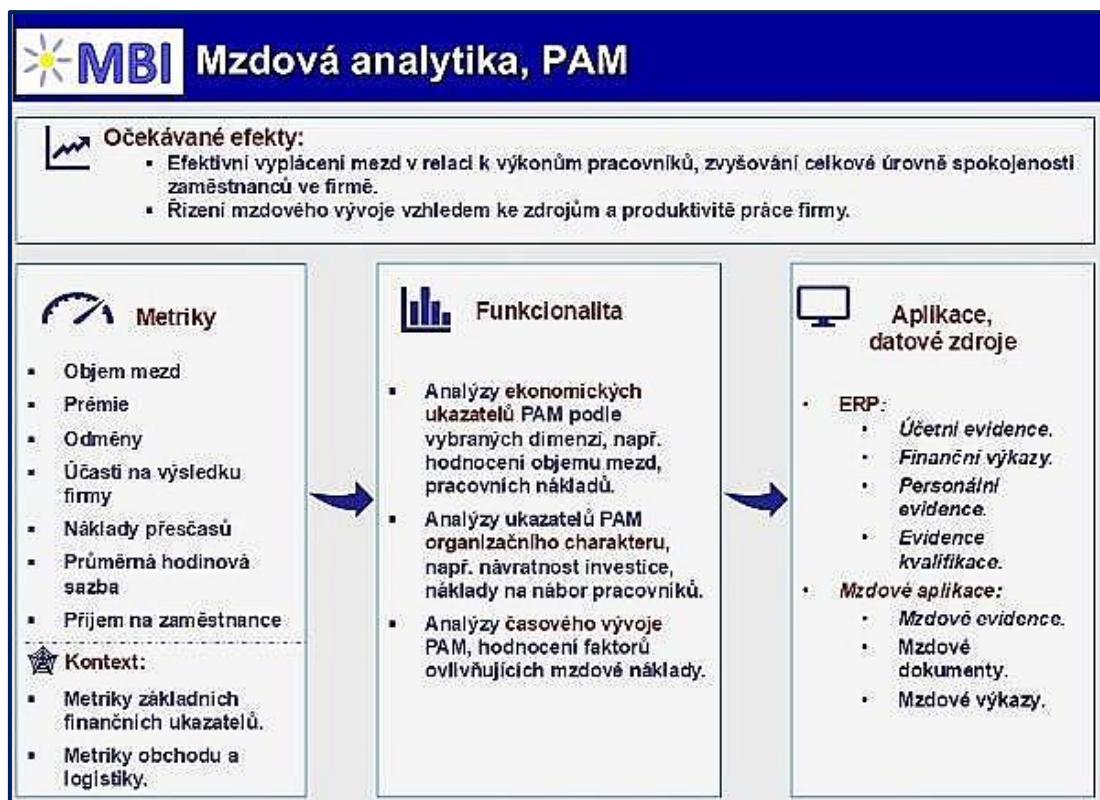 MBI Mzdová analytika, PAM
Očekávané efekty:
▪ Efektivní vyplácení mezd v relaci k výkonům pracovníků, zvyšování celkové úrovně spokojenosti
zaměstnanců ve firmě.
▪ Řízení mzdového vývoje vzhledem ke zdrojům a produktivitě práce firmy.
Metriky
▪ Objem mezd
▪ Prémie
▪ Odměny
▪ Účasti na výsledku
firmy
▪ Náklady přesčasů
▪ Průměrná hodinová
sazba
▪ Příjem na zaměstnance
Kontext:
▪ Metriky základních
finančních ukazatelů.
▪ Metriky obchodu a
logistiky.
Funkcionalita
▪ Analýzy ekonomických
ukazatelů PAM podle
vybraných dimenzí, např.
hodnocení objemu mezd,
pracovních nákladů.
▪ Analýzy ukazatelů PAM
organizačního charakteru,
např. návratnost investice,
náklady na nábor pracovníků.
▪ Analýzy časového vývoje
PAM, hodnocení faktorů
ovlivňujících mzdové náklady.
Aplikace,
datové zdroje
• ERP:
• Účetní evidence.
• Finanční výkazy.
• Personální
evidence.
• Evidence
kvalifikace.
• Mzdové aplikace:
• Mzdové evidence.
• Mzdové
dokumenty.
• Mzdové výkazy.